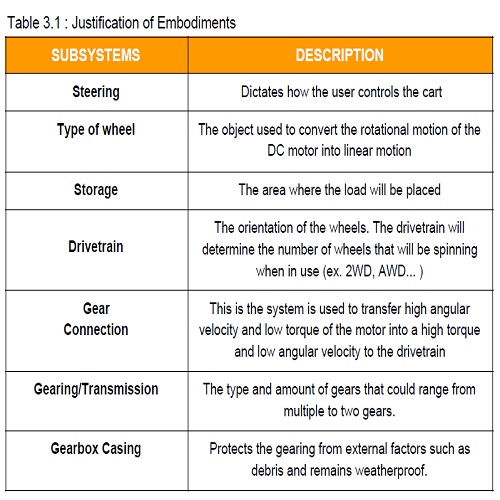 Table 3.1 : Justification of Embodiments
SUBSYSTEMS DESCRIPTION
Steering Dictates how the user controls the cart
Type of wheel The object used to convert the rotational motion of the
DC motor into linear motion
Storage The area where the load will be placed
The orientation of the wheels. The drivetrain will
Drivetrain determine the number of wheels that will be spinning
when in use (ex. 2WD, AWD... )
Gear This is the system is used to transfer high angular
Connection velocity and low torque of the motor into a high torque
and low angular velocity to the drivetrain
Gearing/Transmission The type and amount of gears that could range from
multiple to two gears.
Gearbox Casing Protects the gearing from external factors such as
debris and remains weatherproof.